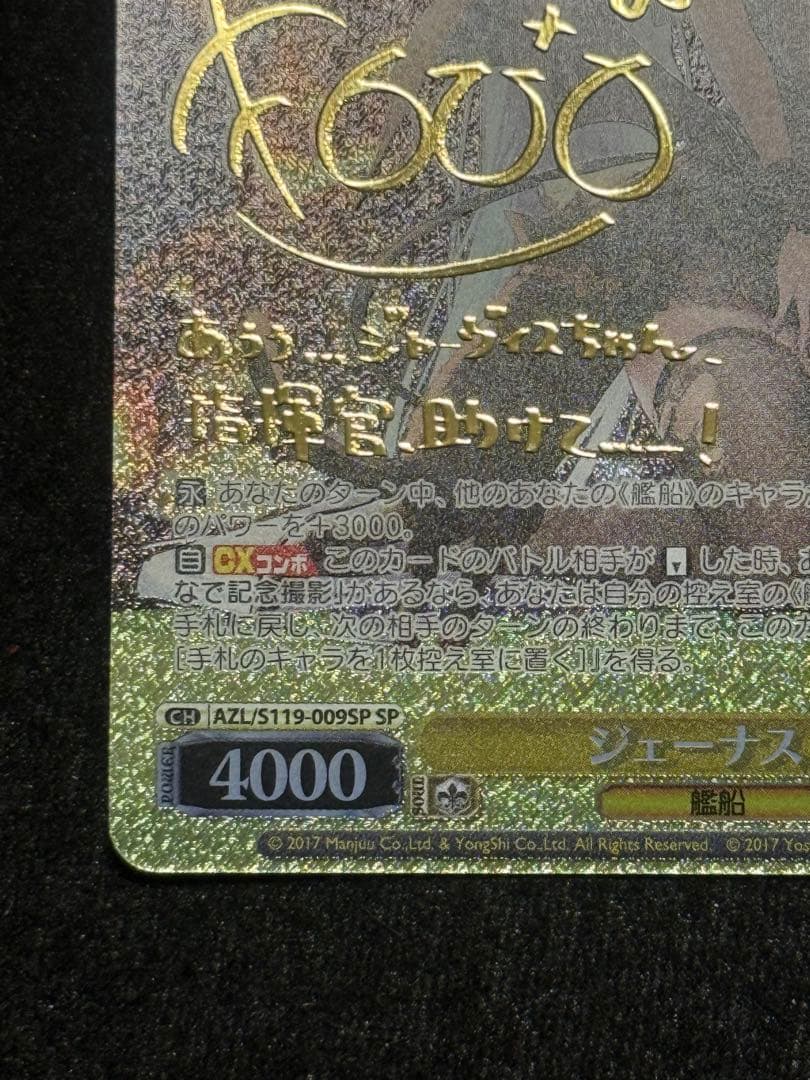 あぅぅ……ジャーヴィスちゃん、
指揮官、助けて……！
永 あなたのターン中、他のあなたの《艦船》のキャラ
のパワーを＋3000。
自 CXコンボ このカードのバトル相手が した時、
なで記念撮影」があるなら、あなたは自分の控え室の《
手札に戻し、次の相手のターンの終わりまで、このカ
［手札のキャラを1枚控え室に置く］』を得る。
CH AZL/S119-009SP SP
ジェーナス
POWER 4000 SOUL
艦船
© 2017 Manjuu Co.,Ltd. & YongShi Co.,Ltd. All Rights Reserved. © 2017 Yos